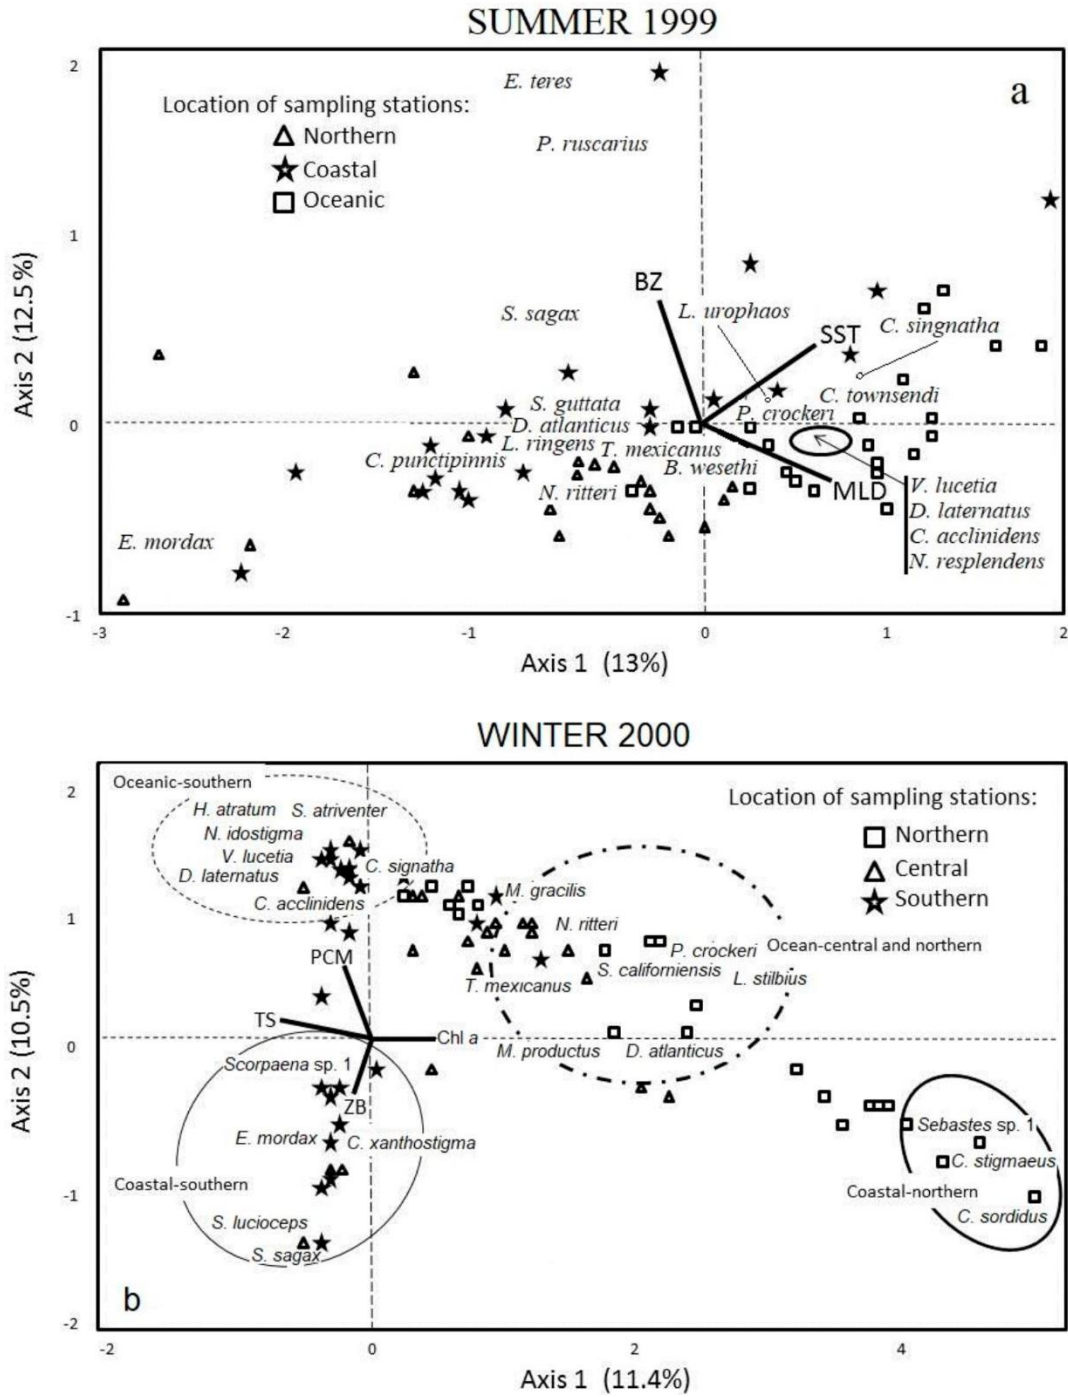 SUMMER 1999
a
Location of sampling stations:
Northern
Coastal
Oceanic
E. teres
P. ruscarius
BZ
L. urophaos
S. sagax
SST
C. singnatha
C. townsendi
S. guttata
P. crockeri
D. atlanticus
L. ringens
T. mexicanus
C. punctipinnis
B. wesethi
N. ritteri
MLD
V. lucetia
D. laternatus
C. acclinidens
N. resplendens
E. mordax
2
1
0
-1
Axis 2 (12.5%)
-3 -2 -1 0 1 2
Axis 1 (13%)
WINTER 2000
Oceanic-southern
Location of sampling stations:
Northern
Central
Southern
H. atratum S. atriventer
N. idostigma
V. lucetia
C. signatha
D. laternatus
C. acclinidens
M. gracilis
N. ritteri
PCM
P. crockeri
Ocean-central and northern
S. californiensis
L. stilbius
T. mexicanus
TS
Chl a
M. productus D. atlanticus
Scorpaena sp. 1
ZB
E. mordax
C. xanthostigma
Sebastes sp. 1
C. stigmaeus
Coastal-southern
Coastal-northern
C. sordidus
S. lucioceps
S. sagax
b
2
1
0
-1
-2
Axis 2 (10.5%)
-2 0 2 4
Axis 1 (11.4%)